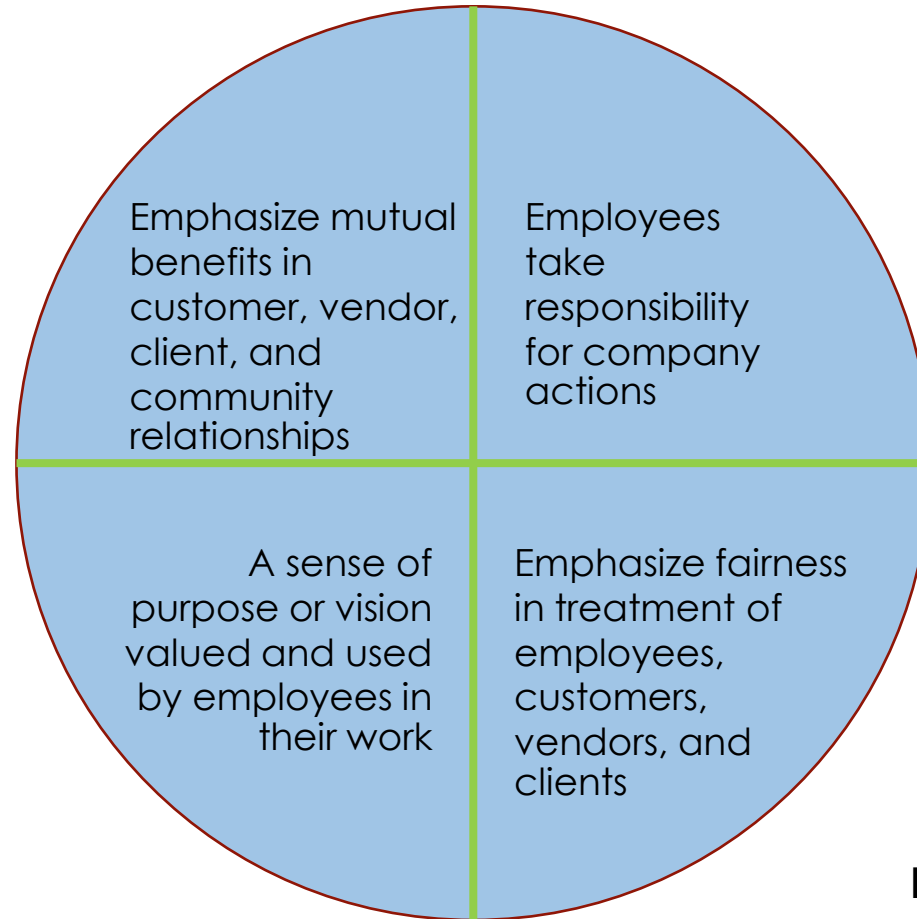 Emphasize mutual
benefits in
customer, vendor,
client, and
community
relationships
Employees
take
responsibility
for company
actions
A sense of
purpose or vision
valued and used
by employees in
their work
Emphasize fairness
in treatment of
employees,
customers,
vendors, and
clients